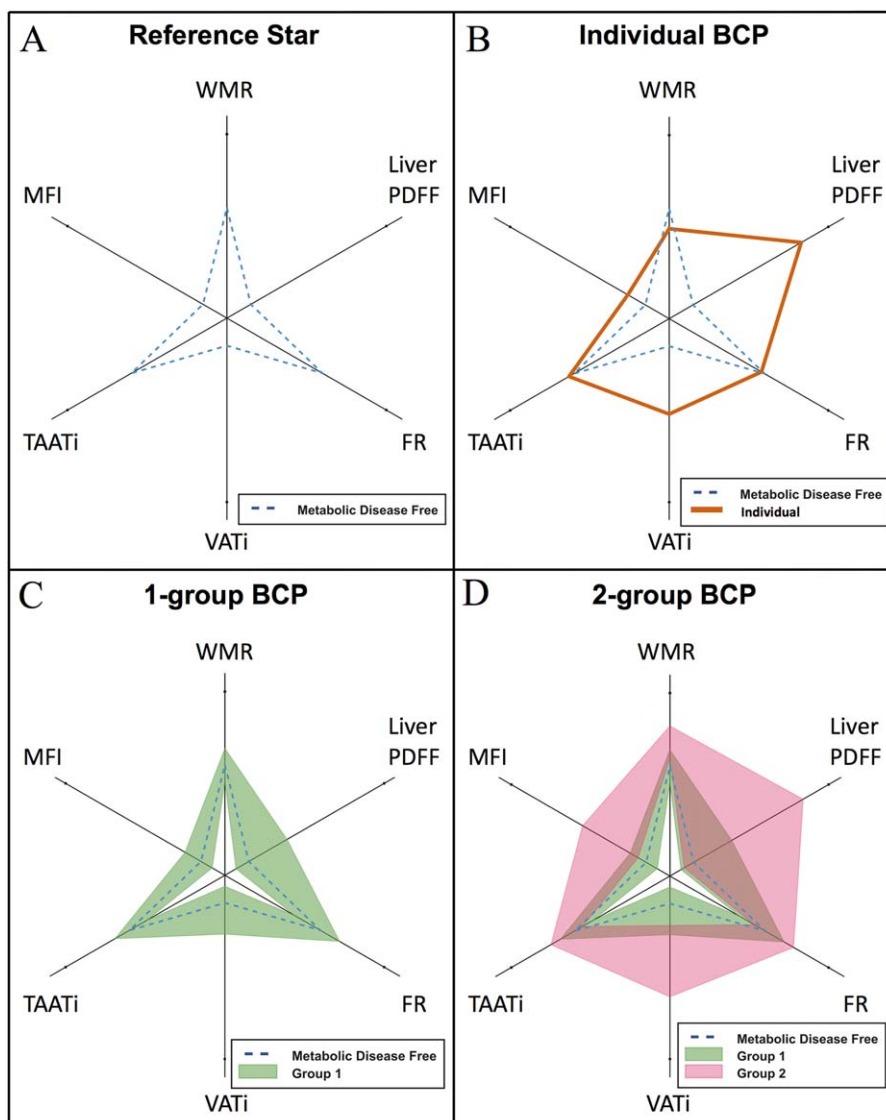 A
Reference Star
WMR
Liver
PDFF
MFI
TAATi
FR
VATi
Metabolic Disease Free
B
Individual BCP
WMR
Liver
PDFF
MFI
TAATi
FR
VATi
Metabolic Disease Free
Individual
C
1-group BCP
WMR
Liver
PDFF
MFI
TAATi
FR
VATi
Metabolic Disease Free
Group 1
D
2-group BCP
WMR
Liver
PDFF
MFI
TAATi
FR
VATi
Metabolic Disease Free
Group 1
Group 2